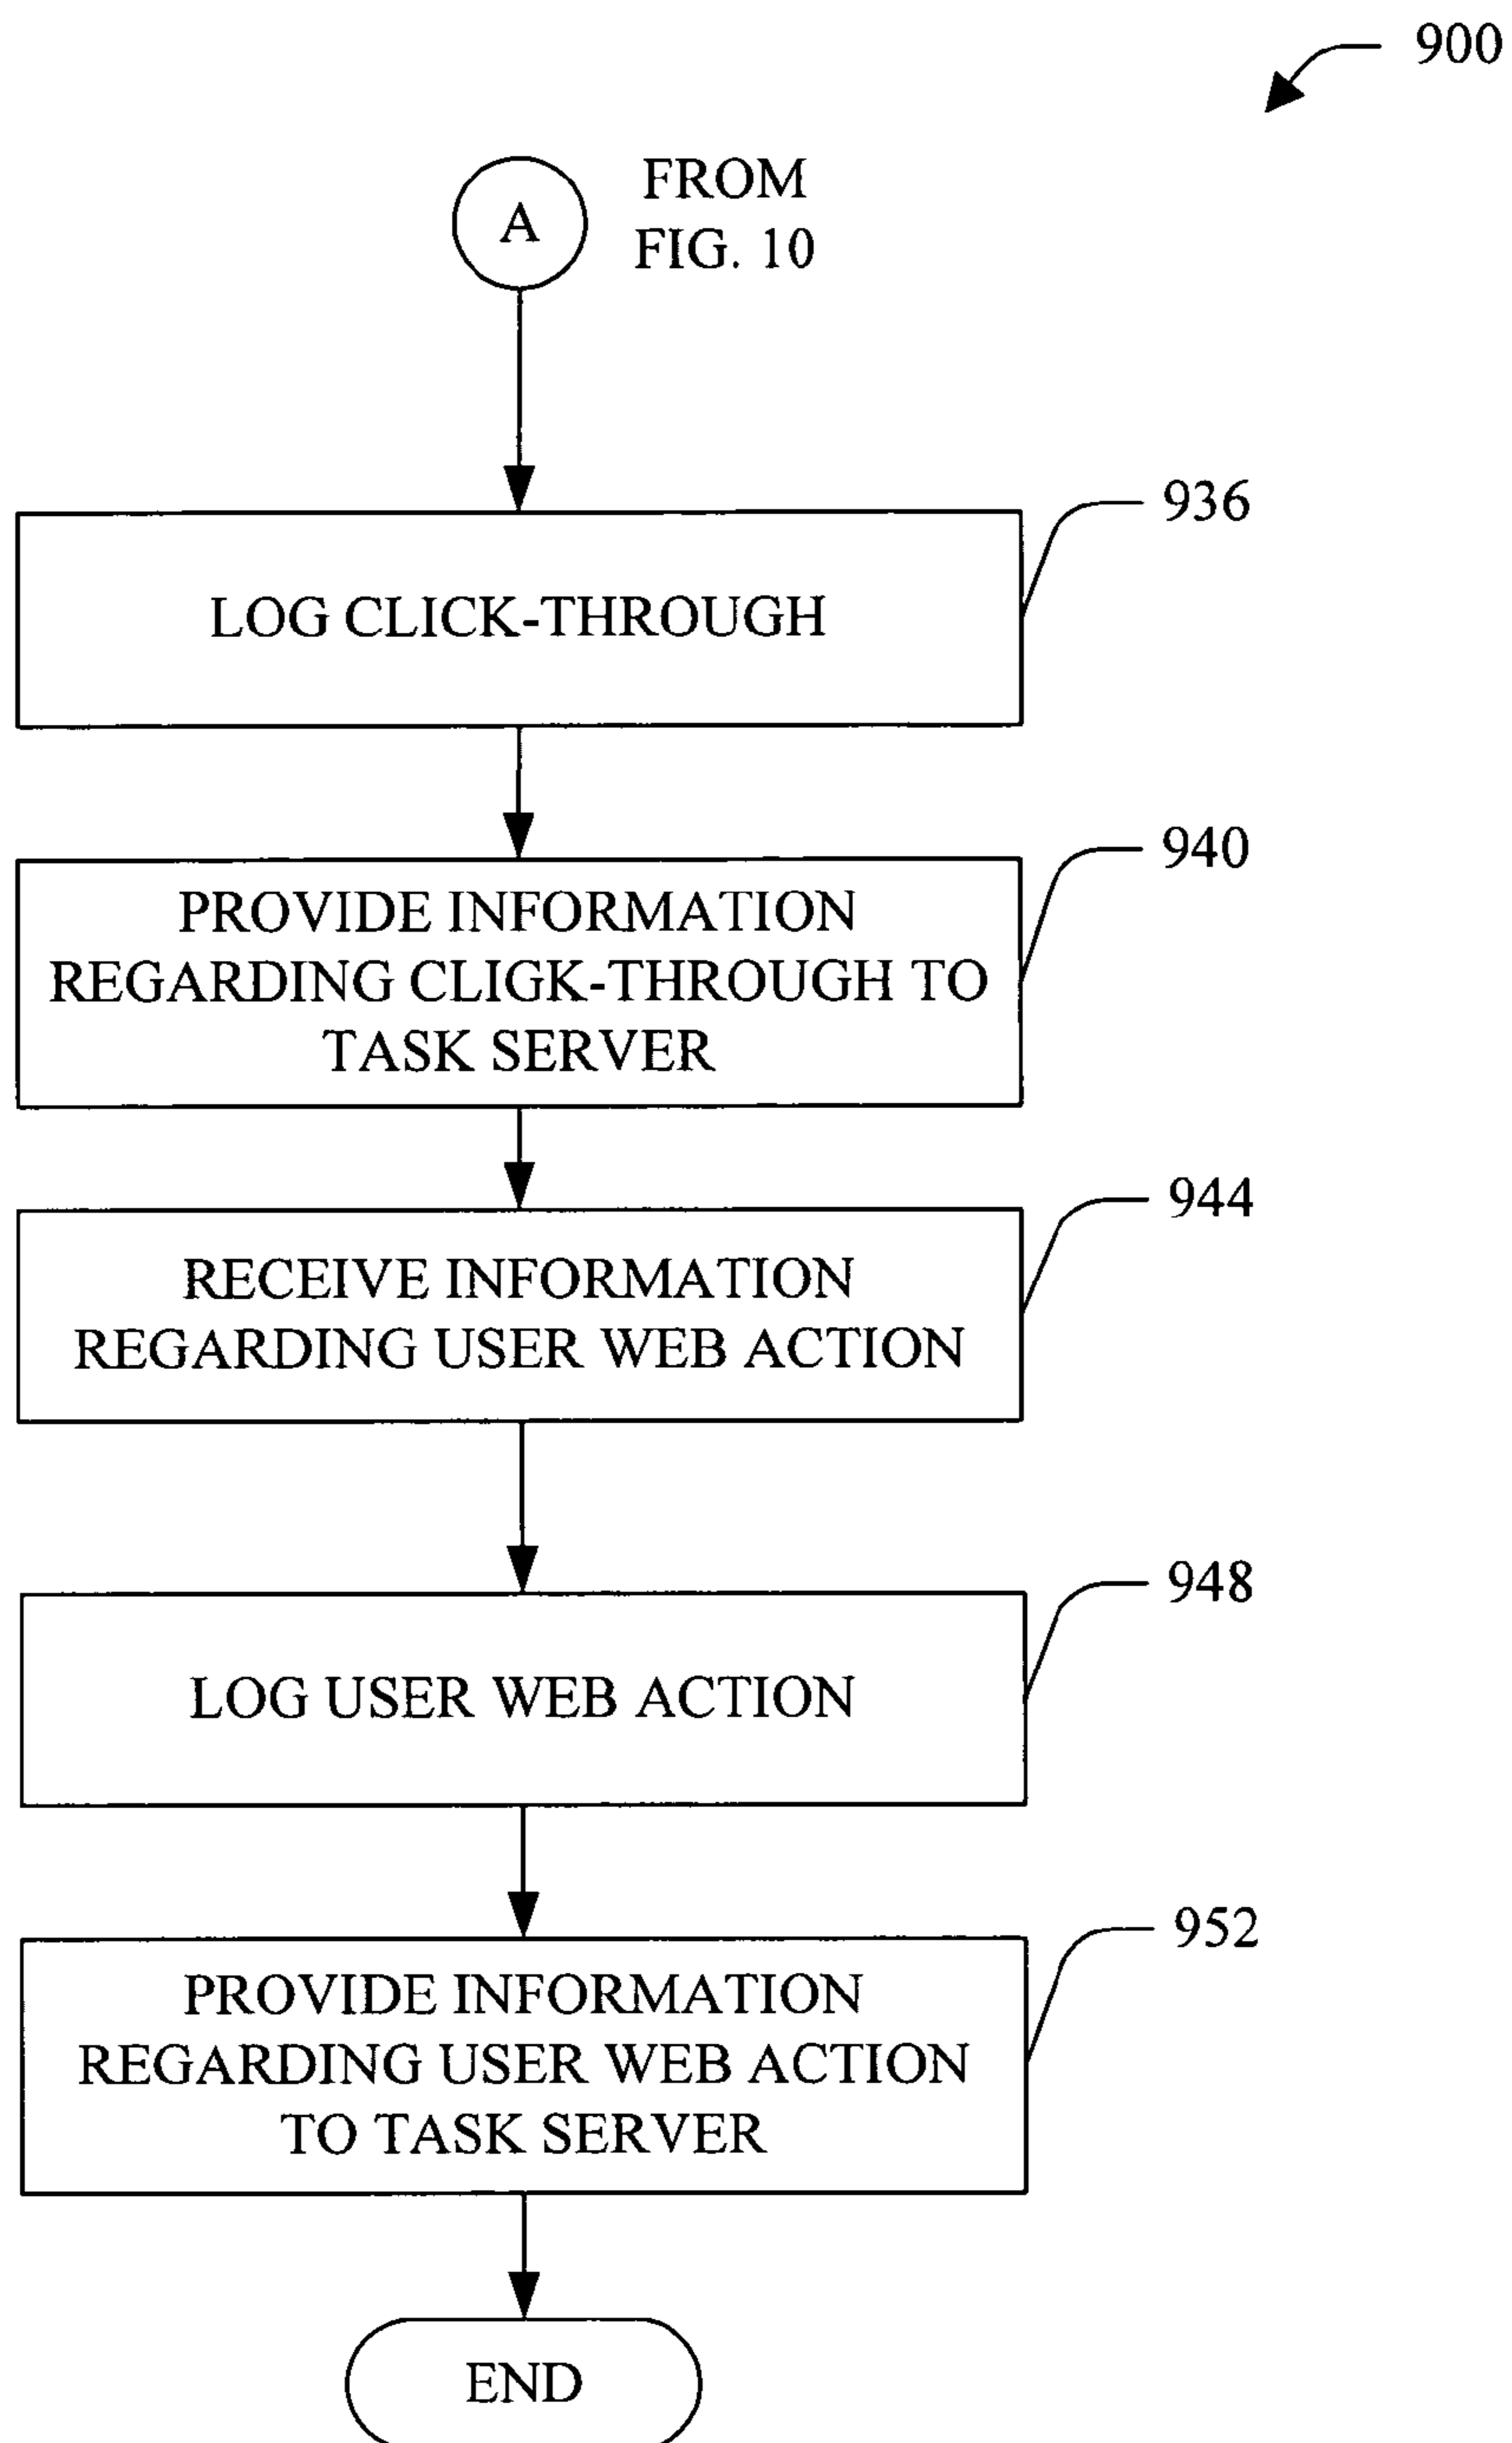 900
A
FROM
FIG. 10
936
LOG CLICK-THROUGH
940
PROVIDE INFORMATION
REGARDING CLIGK-THROUGH TO
TASK SERVER
944
RECEIVE INFORMATION
REGARDING USER WEB ACTION
948
LOG USER WEB ACTION
952
PROVIDE INFORMATION
REGARDING USER WEB ACTION
TO TASK SERVER
END